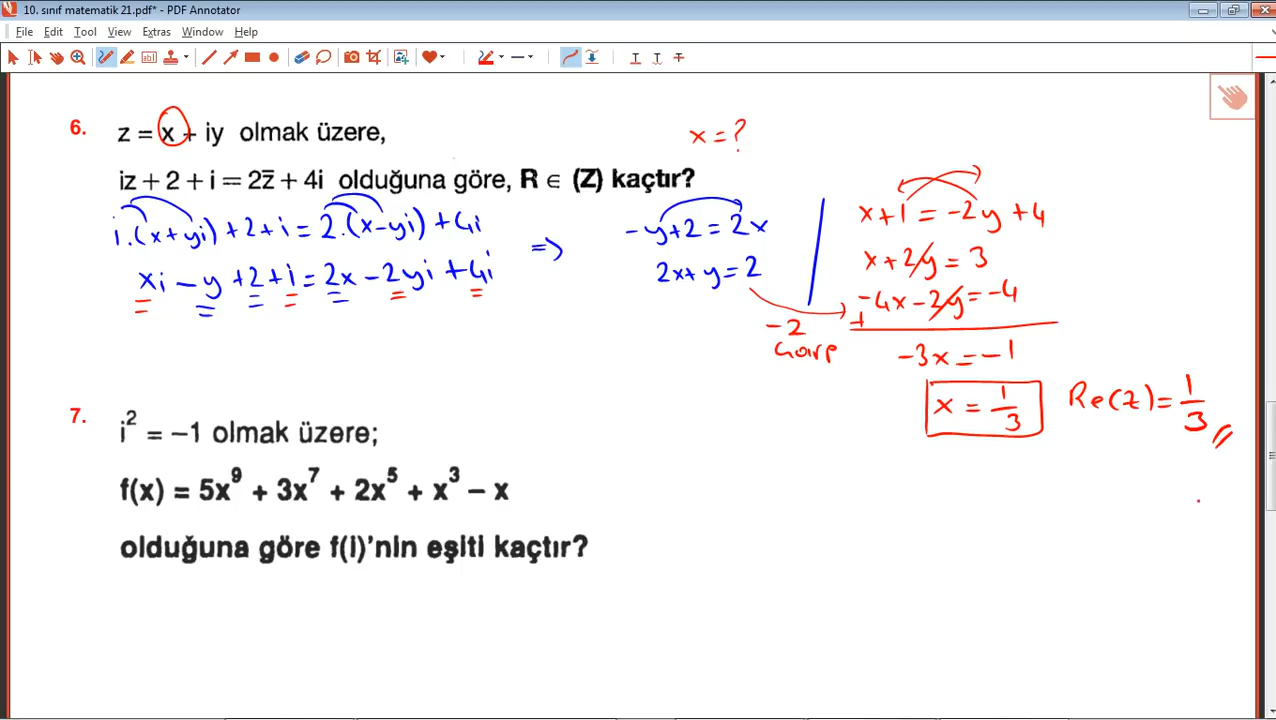 10. sınıf matematik 21.pdf* - PDF Annotator
File Edit Tool View Extras Window Help
6. z = x + iy olmak üzere,
x = ?
iz + 2 + i = 2z̅ + 4i olduğuna göre, R ∈ (Z) kaçtır?
i.(x+yi)+2+i = 2.(x-yi)+4i ⇒
xi - y + 2 + i = 2x - 2yi + 4i
-y+2 = 2x
2x+y = 2
-2
Çarp
x+1 = -2y+4
x+2y = 3
+ -4x-2y = -4
-3x = -1
x = 1/3
Re(Z) = 1/3
7. i² = -1 olmak üzere;
f(x) = 5x⁹ + 3x⁷ + 2x⁵ + x³ - x
olduğuna göre f(i)'nin eşiti kaçtır?